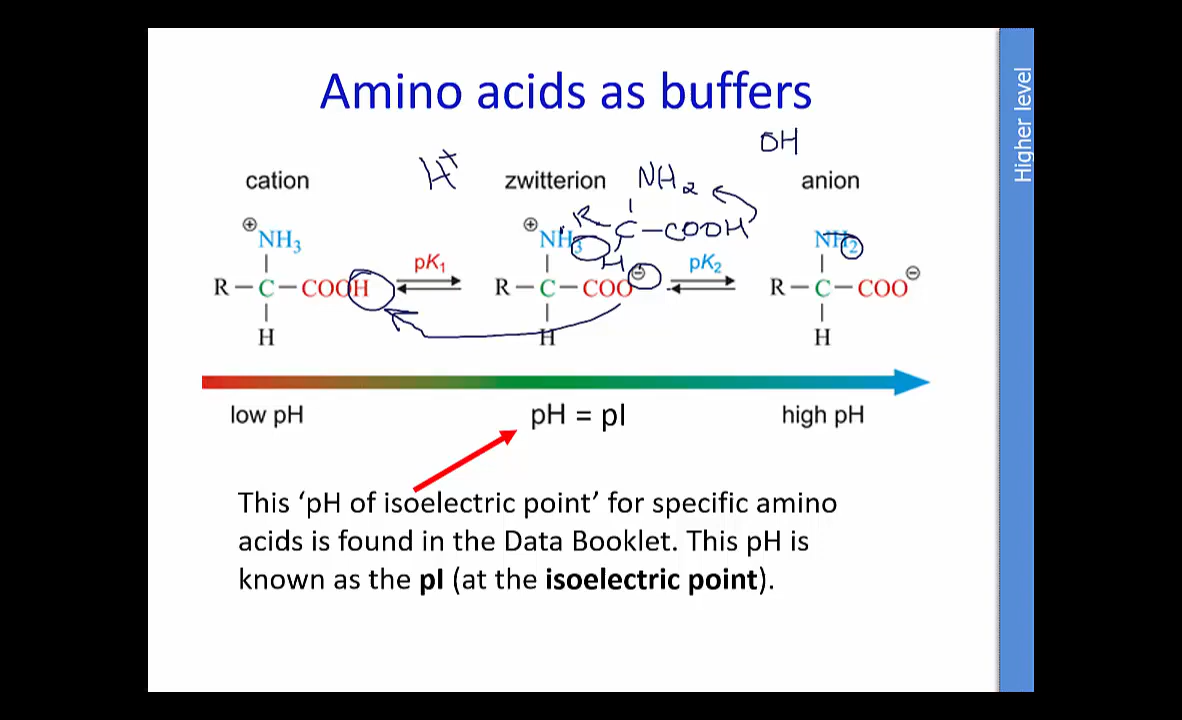 Amino acids as buffers
Higher level
OH
H+
cation
zwitterion
NH2
anion
⊕
NH3
R
C–COOH
H
pK1
R–C–COOH
H
⊕
NH3
⊖
R–C–COO
H
pK2
NH2
⊖
R–C–COO
H
low pH
pH = pI
high pH
This ‘pH of isoelectric point’ for specific amino
acids is found in the Data Booklet. This pH is
known as the pI (at the isoelectric point).